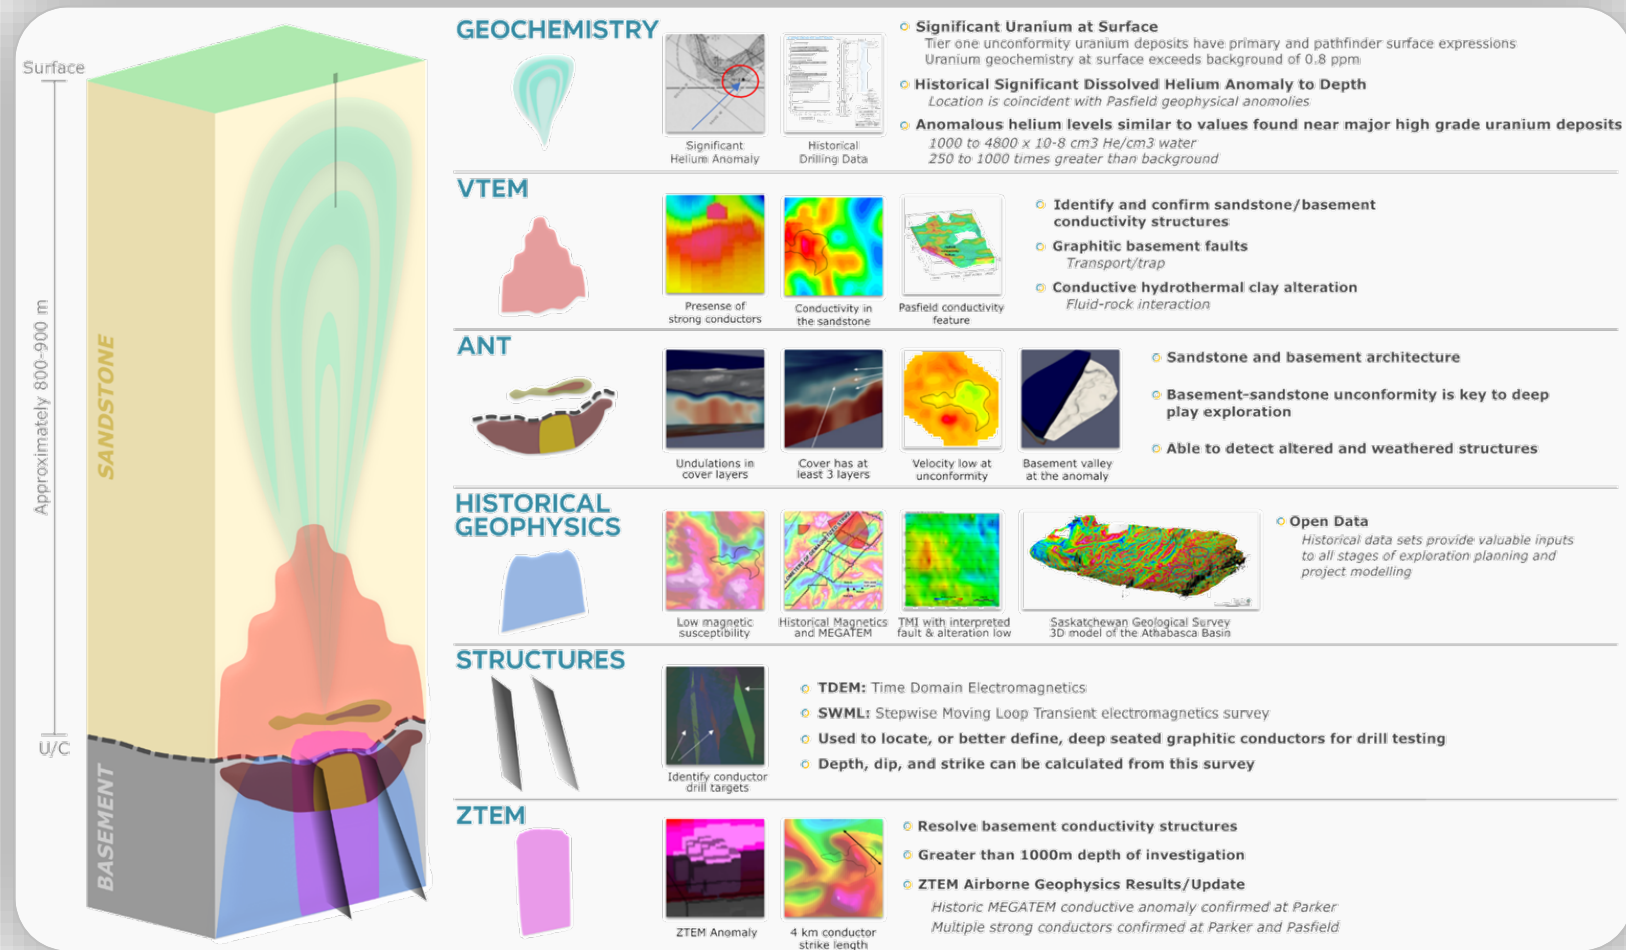 Surface
Approximately 800-900 m
SANDSTONE
U/C
BASEMENT
GEOCHEMISTRY
Significant
Helium Anomaly
Historical
Drilling Data
Significant Uranium at Surface
Tier one unconformity uranium deposits have primary and pathfinder surface expressions
Uranium geochemistry at surface exceeds background of 0.8 ppm
Historical Significant Dissolved Helium Anomaly to Depth
Location is coincident with Pasfield geophysical anomolies
Anomalous helium levels similar to values found near major high grade uranium deposits
1000 to 4800 x 10-8 cm3 He/cm3 water
250 to 1000 times greater than background
VTEM
Presense of
strong conductors
Conductivity in
the sandstone
Pasfield conductivity
feature
Identify and confirm sandstone/basement
conductivity structures
Graphitic basement faults
Transport/trap
Conductive hydrothermal clay alteration
Fluid-rock interaction
ANT
Undulations in
cover layers
Cover has at
least 3 layers
Velocity low at
unconformity
Basement valley
at the anomaly
Sandstone and basement architecture
Basement-sandstone unconformity is key to deep
play exploration
Able to detect altered and weathered structures
HISTORICAL
GEOPHYSICS
Low magnetic
susceptibility
Historical Magnetics
and MEGATEM
TMI with interpreted
fault & alteration low
Saskatchewan Geological Survey
3D model of the Athabasca Basin
Open Data
Historical data sets provide valuable inputs
to all stages of exploration planning and
project modelling
STRUCTURES
Identify conductor
drill targets
TDEM: Time Domain Electromagnetics
SWML: Stepwise Moving Loop Transient electromagnetics survey
Used to locate, or better define, deep seated graphitic conductors for drill testing
Depth, dip, and strike can be calculated from this survey
ZTEM
ZTEM Anomaly
4 km conductor
strike length
Resolve basement conductivity structures
Greater than 1000m depth of investigation
ZTEM Airborne Geophysics Results/Update
Historic MEGATEM conductive anomaly confirmed at Parker
Multiple strong conductors confirmed at Parker and Pasfield